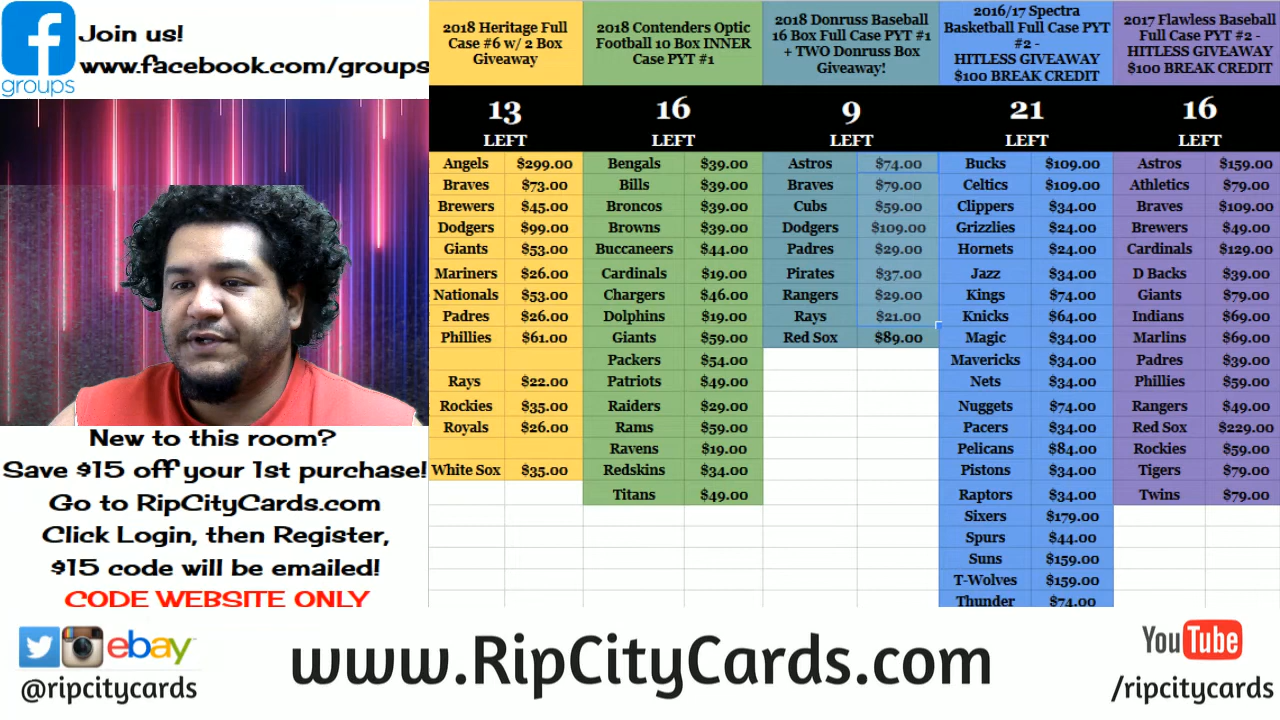 Join us!
www.facebook.com/groups
groups
New to this room?
Save $15 off your 1st purchase!
Go to RipCityCards.com
Click Login, then Register,
$15 code will be emailed!
CODE WEBSITE ONLY
2018 Heritage Full
Case #6 w/ 2 Box
Giveaway
13
LEFT
Angels $299.00
Braves $73.00
Brewers $45.00
Dodgers $99.00
Giants $53.00
Mariners $26.00
Nationals $53.00
Padres $26.00
Phillies $61.00
Rays $22.00
Rockies $35.00
Royals $26.00
White Sox $35.00
2018 Contenders Optic
Football 10 Box INNER
Case PYT #1
16
LEFT
Bengals $39.00
Bills $39.00
Broncos $39.00
Browns $39.00
Buccaneers $44.00
Cardinals $19.00
Chargers $46.00
Dolphins $19.00
Giants $59.00
Packers $54.00
Patriots $49.00
Raiders $29.00
Rams $59.00
Ravens $19.00
Redskins $34.00
Titans $49.00
2018 Donruss Baseball
16 Box Full Case PYT #1
+ TWO Donruss Box
Giveaway!
9
LEFT
Astros $74.00
Braves $79.00
Cubs $59.00
Dodgers $109.00
Padres $29.00
Pirates $37.00
Rangers $29.00
Rays $21.00
Red Sox $89.00
2016/17 Spectra
Basketball Full Case PYT
#2 -
HITLESS GIVEAWAY
$100 BREAK CREDIT
21
LEFT
Bucks $109.00
Celtics $109.00
Clippers $34.00
Grizzlies $24.00
Hornets $24.00
Jazz $34.00
Kings $74.00
Knicks $64.00
Magic $34.00
Mavericks $34.00
Nets $34.00
Nuggets $74.00
Pacers $34.00
Pelicans $84.00
Pistons $34.00
Raptors $34.00
Sixers $179.00
Spurs $44.00
Suns $159.00
T-Wolves $159.00
Thunder $74.00
2017 Flawless Baseball
Full Case PYT #2 -
HITLESS GIVEAWAY
$100 BREAK CREDIT
16
LEFT
Astros $159.00
Athletics $79.00
Braves $109.00
Brewers $49.00
Cardinals $129.00
D Backs $39.00
Giants $79.00
Indians $69.00
Marlins $69.00
Padres $39.00
Phillies $59.00
Rangers $49.00
Red Sox $229.00
Rockies $59.00
Tigers $79.00
Twins $79.00
ebay
@ripcitycards
www.RipCityCards.com
YouTube
/ripcitycards